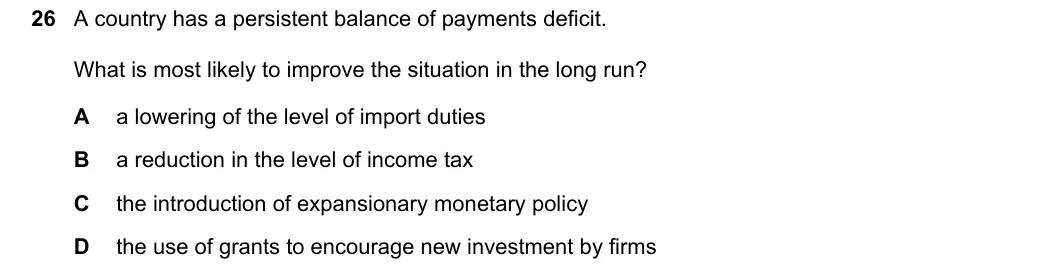 26 A country has a persistent balance of payments deficit.
What is most likely to improve the situation in the long run?
A a lowering of the level of import duties
B a reduction in the level of income tax
C the introduction of expansionary monetary policy
D the use of grants to encourage new investment by firms